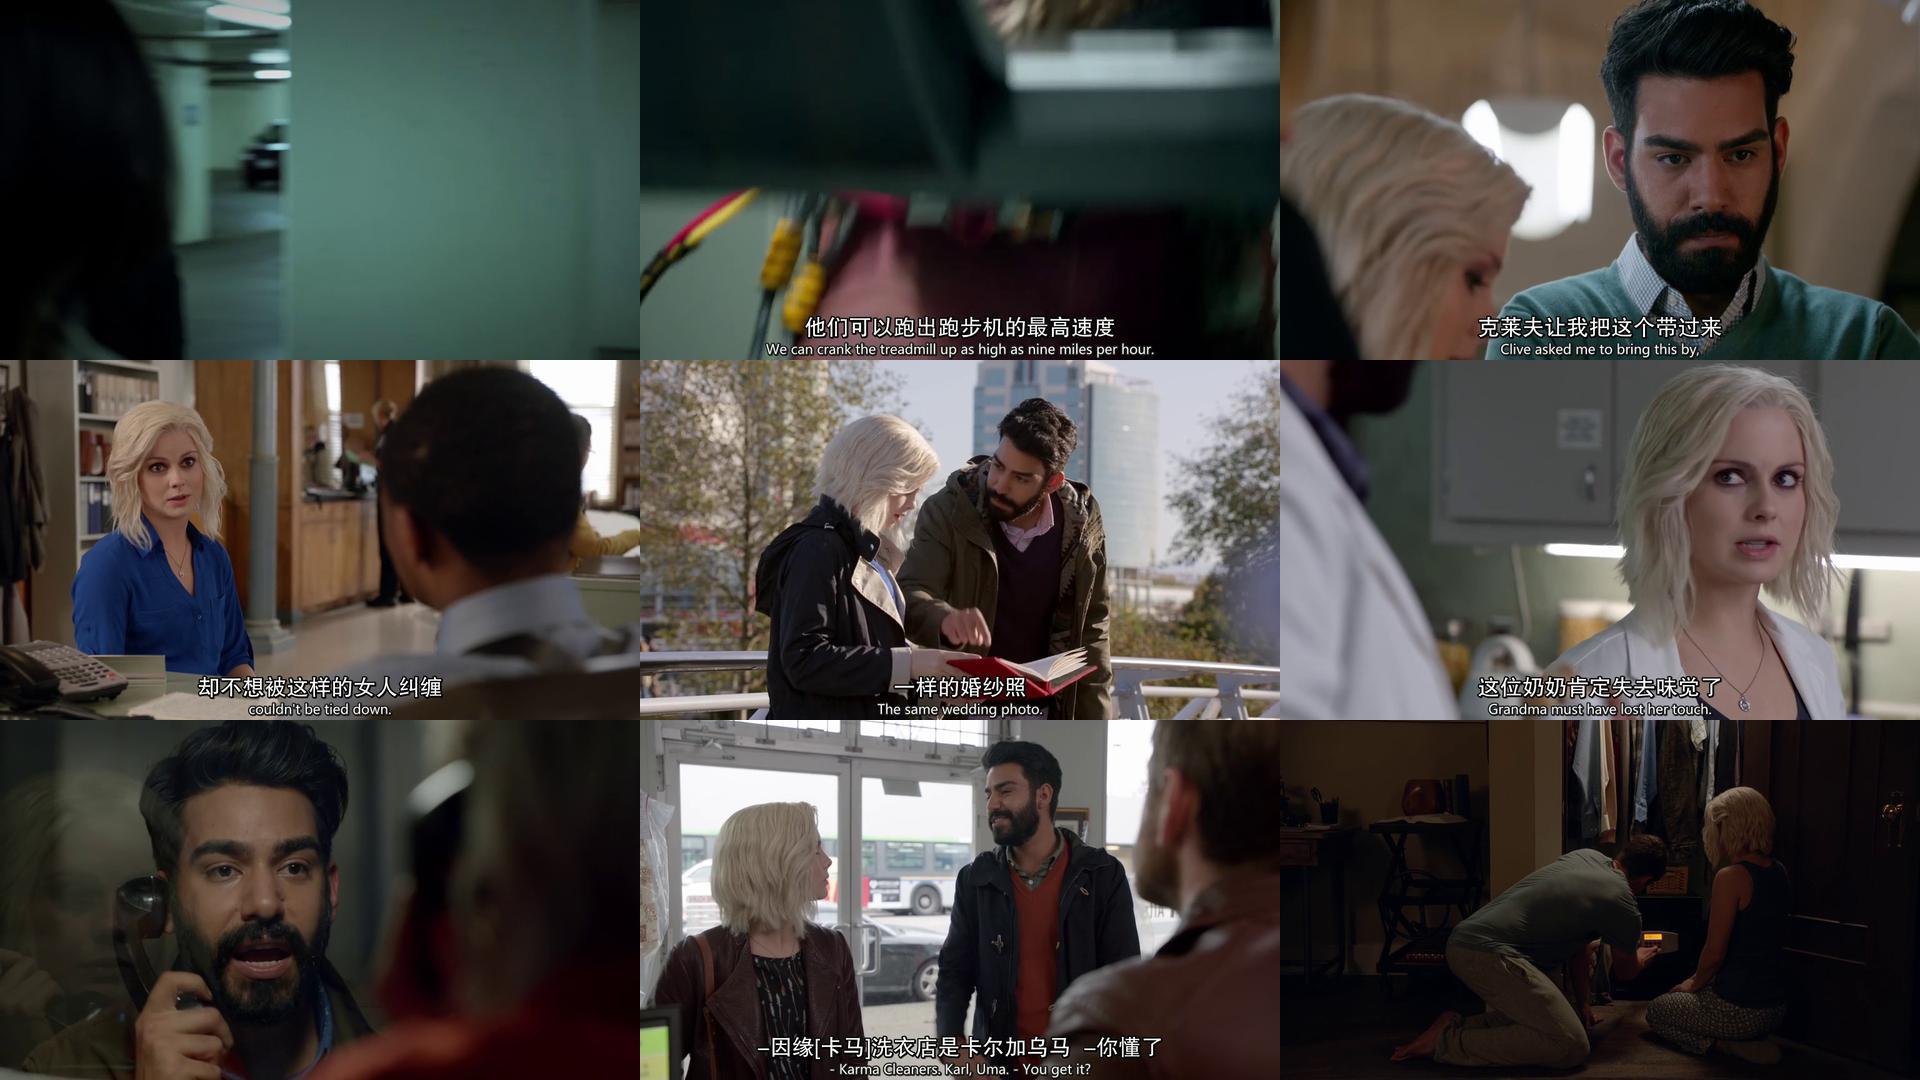 他们可以跑出跑步机的最高速度
We can crank the treadmill up as high as nine miles per hour.
克莱夫让我把这个带过来
Clive asked me to bring this by,
却不想被这样的女人纠缠
couldn't be tied down.
一样的婚纱照
The same wedding photo.
这位奶奶肯定失去味觉了
Grandma must have lost her touch.
–因缘[卡马]洗衣店是卡尔加乌马 –你懂了
- Karma Cleaners. Karl, Uma. - You get it?